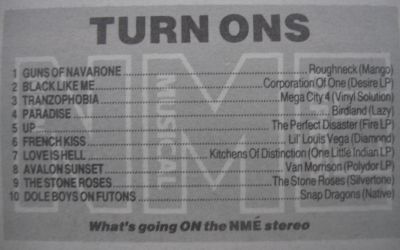 TURN ONS
1 GUNS OF NAVARONE Roughneck (Mango)
2 BLACK LIKE ME Corporation Of One (Desire LP)
3 TRANZOPHOBIA Mega City 4 (Vinyl Solution)
4 PARADISE Birdland (Lazy)
5 UP The Perfect Disaster (Fire LP)
6 FRENCH KISS Lil' Louis Vega (Diamond)
7 LOVE IS HELL Kitchens Of Distinction (One Little Indian LP)
8 AVALON SUNSET Van Morrison (Polydor LP)
9 THE STONE ROSES The Stone Roses (Silvertone)
10 DOLE BOYS ON FUTONS Snap Dragons (Native)
NME
MUSICAL
What's going ON the NMÉ stereo